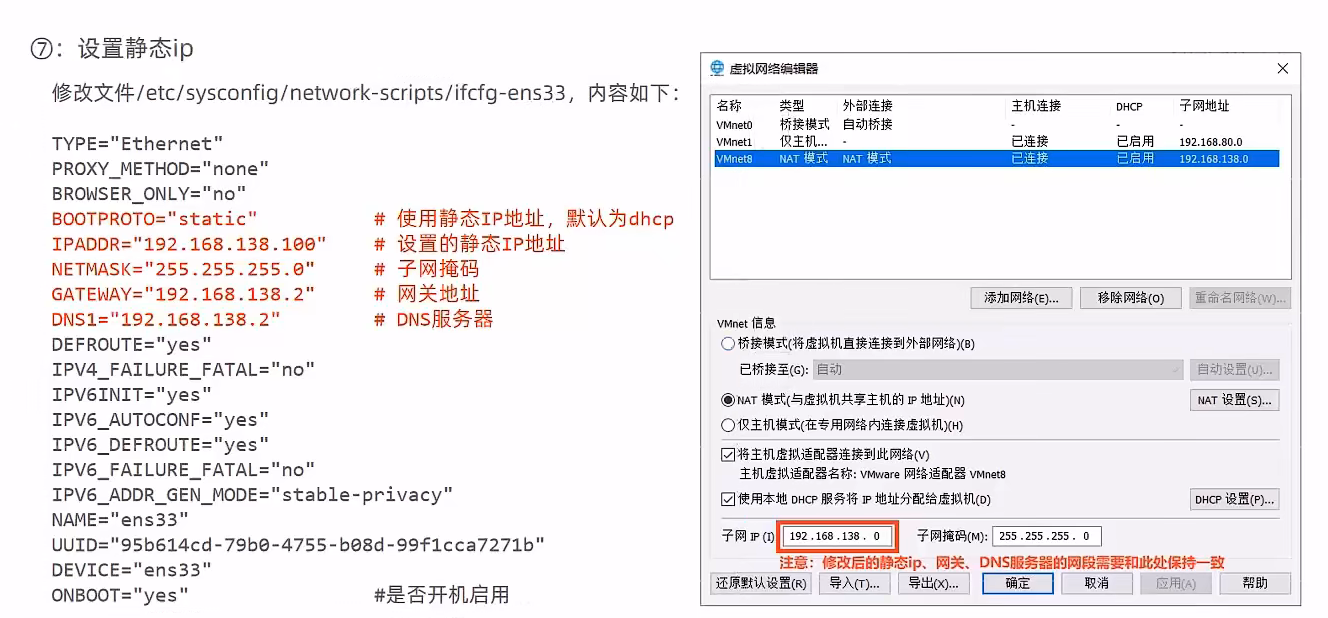 ⑦：设置静态ip
修改文件/etc/sysconfig/network-scripts/ifcfg-ens33，内容如下：
TYPE="Ethernet"
PROXY_METHOD="none"
BROWSER_ONLY="no"
BOOTPROTO="static" # 使用静态IP地址，默认为dhcp
IPADDR="192.168.138.100" # 设置的静态IP地址
NETMASK="255.255.255.0" # 子网掩码
GATEWAY="192.168.138.2" # 网关地址
DNS1="192.168.138.2" # DNS服务器
DEFROUTE="yes"
IPV4_FAILURE_FATAL="no"
IPV6INIT="yes"
IPV6_AUTOCONF="yes"
IPV6_DEFROUTE="yes"
IPV6_FAILURE_FATAL="no"
IPV6_ADDR_GEN_MODE="stable-privacy"
NAME="ens33"
UUID="95b614cd-79b0-4755-b08d-99f1cca7271b"
DEVICE="ens33"
ONBOOT="yes" #是否开机启用
虚拟网络编辑器
名称 类型 外部连接 主机连接 DHCP 子网地址
VMnet0 桥接模式 自动桥接 - - -
VMnet1 仅主机... - 已连接 已启用 192.168.80.0
VMnet8 NAT 模式 NAT 模式 已连接 已启用 192.168.138.0
添加网络(E)... 移除网络(O) 重命名网络(W)...
VMnet 信息
桥接模式(将虚拟机直接连接到外部网络)(B)
已桥接至(G): 自动 自动设置(U)...
NAT 模式(与虚拟机共享主机的 IP 地址)(N) NAT 设置(S)...
仅主机模式(在专用网络内连接虚拟机)(H)
将主机虚拟适配器连接到此网络(V)
主机虚拟适配器名称: VMware 网络适配器 VMnet8
使用本地 DHCP 服务将 IP 地址分配给虚拟机(D) DHCP 设置(P)...
子网 IP (I) 192.168.138. 0 子网掩码(M): 255.255.255. 0
注意：修改后的静态ip、网关、DNS服务器的网段需要和此处保持一致
还原默认设置(R) 导入(T)... 导出(X)... 确定 取消 应用(A) 帮助